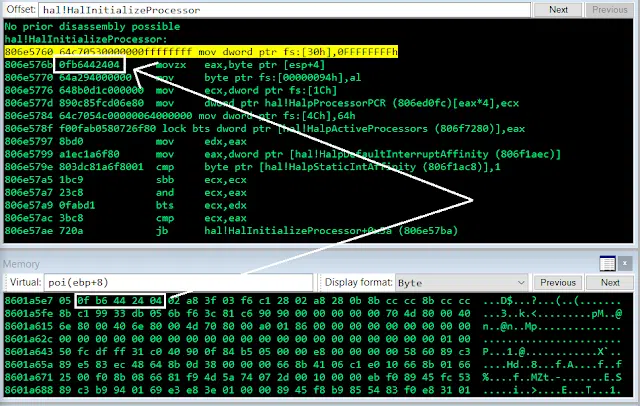 Offset: hal!HalInitializeProcessor Next Previous
No prior disassembly possible
hal!HalInitializeProcessor:
806e5760 64c70530000000ffffffff mov dword ptr fs:[30h],0FFFFFFFFh
806e576b 0fb6442404 movzx eax,byte ptr [esp+4]
806e5770 64a294000000 mov byte ptr fs:[00000094h],al
806e5776 648b0d1c000000 mov ecx,dword ptr fs:[1Ch]
806e577d 890c85fcd06e80 mov dword ptr hal!HalpProcessorPCR (806ed0fc)[eax*4],ecx
806e5784 64c7054c00000064000000 mov dword ptr fs:[4Ch],64h
806e578f f00fab0580726f80 lock bts dword ptr [hal!HalpActiveProcessors (806f7280)],eax
806e5797 8bd0 mov edx,eax
806e5799 a1ec1a6f80 mov eax,dword ptr [hal!HalpDefaultInterruptAffinity (806f1aec)]
806e579e 803dc81a6f8001 cmp byte ptr [hal!HalpStaticIntAffinity (806f1ac8)],1
806e57a5 1bc9 sbb ecx,ecx
806e57a7 23c8 and ecx,eax
806e57a9 0fabd1 bts ecx,edx
806e57ac 3bc8 cmp ecx,eax
806e57ae 720a jb hal!HalInitializeProcessor+0x5a (806e57ba)
Memory
Virtual: poi(ebp+8) Display format: Byte Previous Next
8601a5e7 05 0f b6 44 24 04 02 a8 3f 03 f6 c1 28 02 a8 28 0b 8b cc cc 8b cc cc ...D$...?...(..(.......
8601a5fe 8b c1 99 33 db 05 6b f6 3c 81 c6 90 90 00 00 00 00 70 4d 80 00 40 ...3..k.<.......pM..@
8601a615 6e 80 00 40 6e 80 00 4d 70 80 00 a0 01 86 00 00 00 00 00 00 00 00 00 n..@n..Mp..............
8601a62c 00 00 00 00 00 00 00 00 00 00 00 00 00 00 00 00 00 00 00 00 00 01 00
8601a643 50 fc df ff 31 c0 40 90 0f 84 b5 05 00 00 e8 00 00 00 00 58 60 89 c3 P...1.@............X`..
8601a65a 89 e5 83 ec 48 64 8b 0d 38 00 00 00 66 8b 41 06 c1 e0 10 66 8b 01 66 ....Hd..8...f.A....f..f
8601a671 25 00 f0 8b 08 66 81 f9 4d 5a 74 07 2d 00 10 00 00 eb f0 89 45 fc 53 %....f..MZt.-.......E.S
8601a688 89 c3 b9 94 01 69 e3 e8 3e 01 00 00 89 45 f8 b9 85 54 83 f0 e8 31 01 .....i..>....E...T...1.